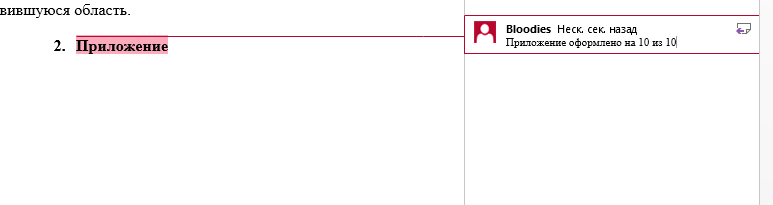 вившуюся область.
2. Приложение
Bloodies Неск. сек. назад
Приложение оформлено на 10 из 10